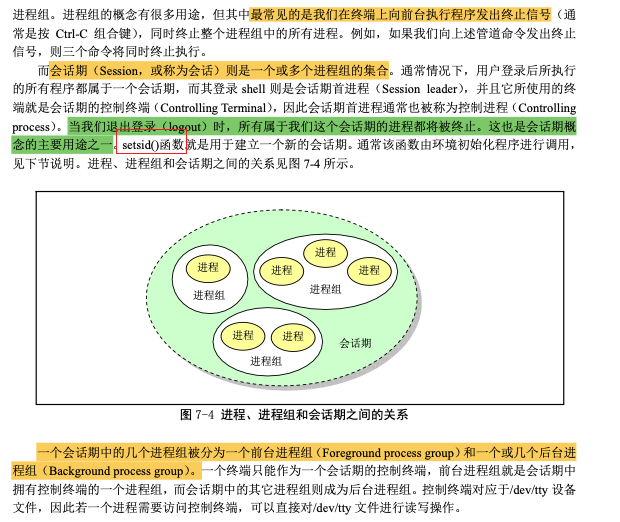 进程组。进程组的概念有很多用途，但其中最常见的是我们在终端上向前台执行程序发出终止信号（通
常是按 Ctrl-C 组合键），同时终止整个进程组中的所有进程。例如，如果我们向上述管道命令发出终止
信号，则三个命令将同时终止执行。
而会话期（Session，或称为会话）则是一个或多个进程组的集合。通常情况下，用户登录后所执行
的所有程序都属于一个会话期，而其登录 shell 则是会话期首进程（Session leader），并且它所使用的终
端就是会话期的控制终端（Controlling Terminal），因此会话期首进程通常也被称为控制进程（Controlling
process）。当我们退出登录（logout）时，所有属于我们这个会话期的进程都将被终止。这也是会话期概
念的主要用途之一。setsid()函数就是用于建立一个新的会话期。通常该函数由环境初始化程序进行调用，
见下节说明。进程、进程组和会话期之间的关系见图 7-4 所示。
进程
进程组
进程
进程
进程
进程组
进程
进程
进程组
会话期
图 7-4 进程、进程组和会话期之间的关系
一个会话期中的几个进程组被分为一个前台进程组（Foreground process group）和一个或几个后台进
程组（Background process group）。一个终端只能作为一个会话期的控制终端，前台进程组就是会话期中
拥有控制终端的一个进程组，而会话期中的其它进程组则成为后台进程组。控制终端对应于/dev/tty 设备
文件，因此若一个进程需要访问控制终端，可以直接对/dev/tty 文件进行读写操作。